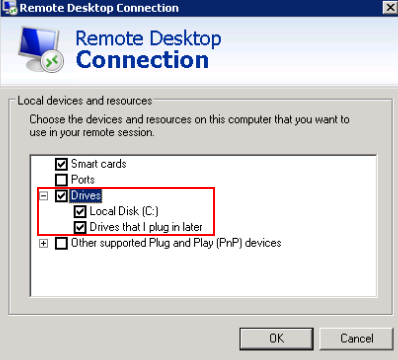 Remote Desktop Connection
Remote Desktop
Connection
Local devices and resources
Choose the devices and resources on this computer that you want to
use in your remote session.
Smart cards
Ports
Drives
Local Disk (C:)
Drives that I plug in later
Other supported Plug and Play (PnP) devices
OK
Cancel